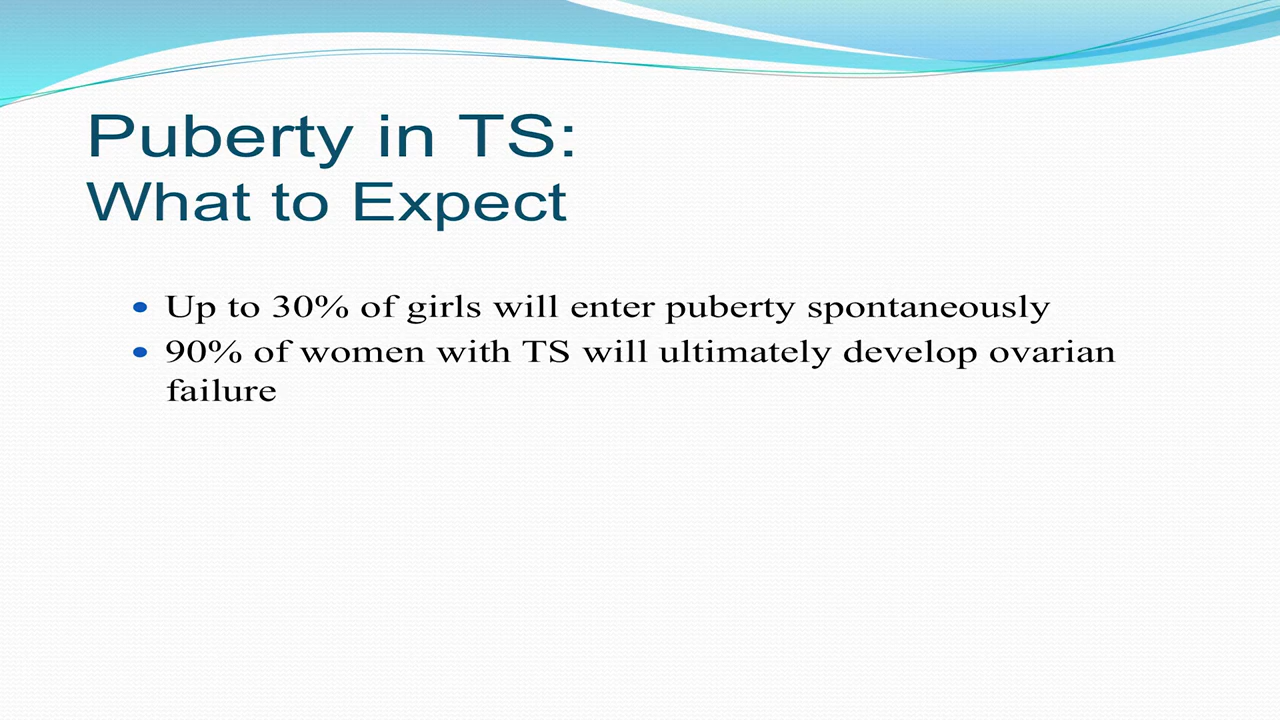 Puberty in TS:
What to Expect
• Up to 30% of girls will enter puberty spontaneously
• 90% of women with TS will ultimately develop ovarian
failure